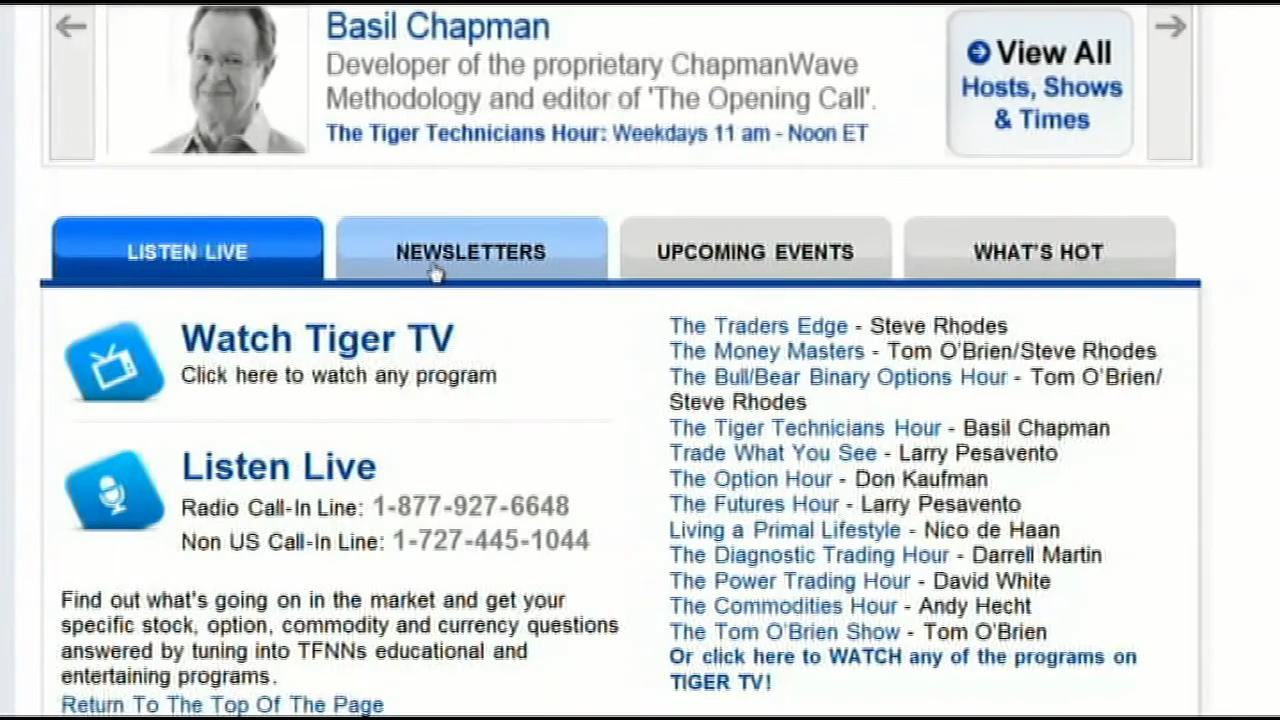 Basil Chapman
Developer of the proprietary ChapmanWave
Methodology and editor of 'The Opening Call'.
The Tiger Technicians Hour: Weekdays 11 am - Noon ET
View All
Hosts, Shows
& Times
LISTEN LIVE
NEWSLETTERS
UPCOMING EVENTS
WHAT'S HOT
Watch Tiger TV
Click here to watch any program
Listen Live
Radio Call-In Line: 1-877-927-6648
Non US Call-In Line: 1-727-445-1044
Find out what's going on in the market and get your
specific stock, option, commodity and currency questions
answered by tuning into TFNNs educational and
entertaining programs.
Return To The Top Of The Page
The Traders Edge - Steve Rhodes
The Money Masters - Tom O'Brien/Steve Rhodes
The Bull/Bear Binary Options Hour - Tom O'Brien/
Steve Rhodes
The Tiger Technicians Hour - Basil Chapman
Trade What You See - Larry Pesavento
The Option Hour - Don Kaufman
The Futures Hour - Larry Pesavento
Living a Primal Lifestyle - Nico de Haan
The Diagnostic Trading Hour - Darrell Martin
The Power Trading Hour - David White
The Commodities Hour - Andy Hecht
The Tom O'Brien Show - Tom O'Brien
Or click here to WATCH any of the programs on
TIGER TV!